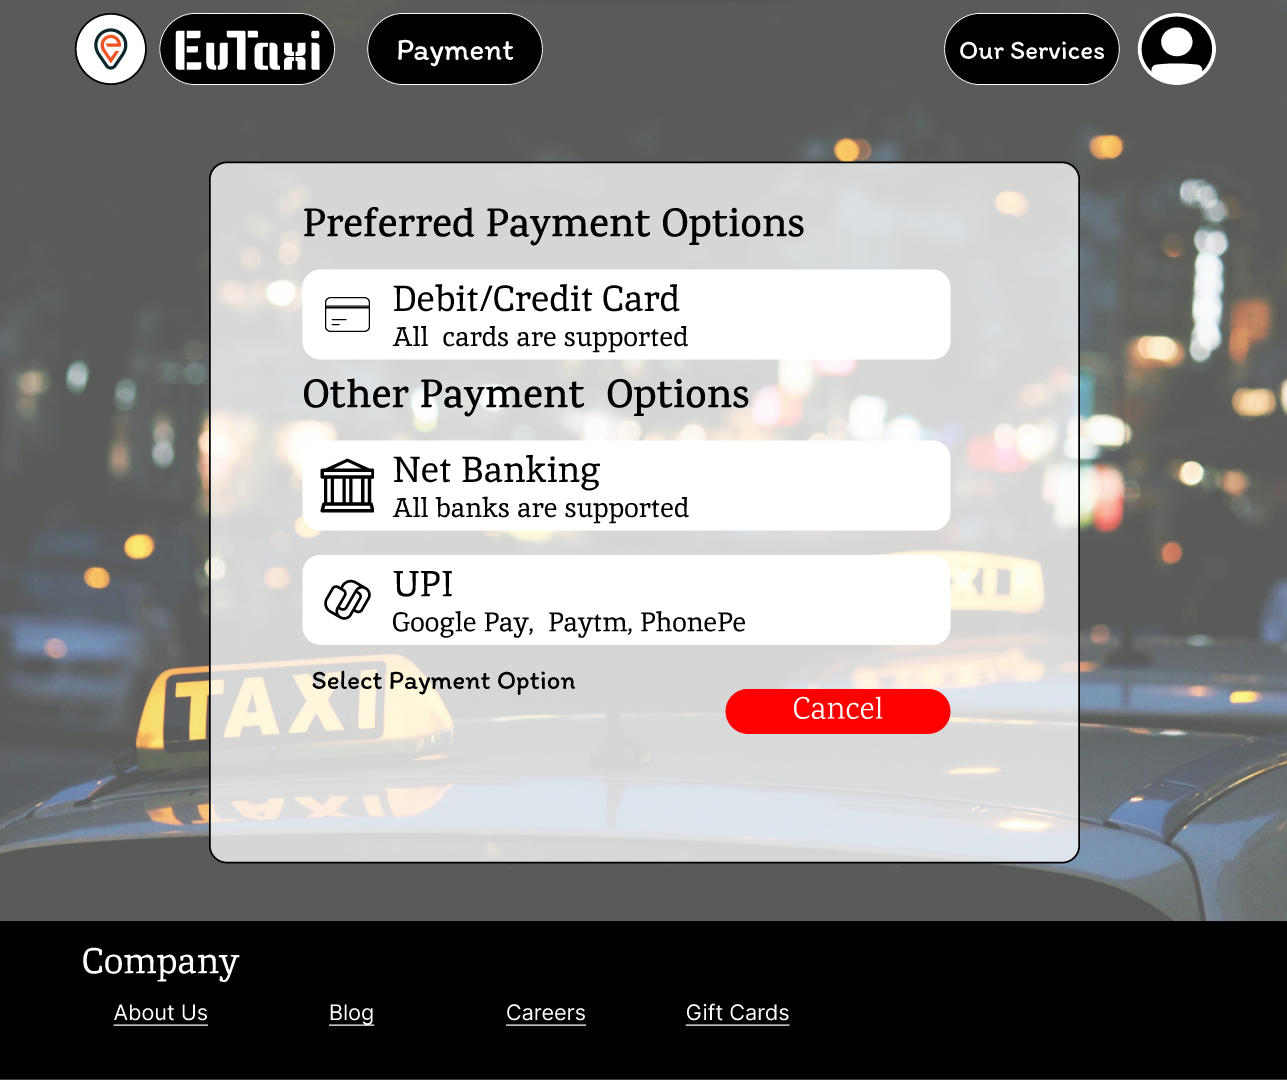 EuTaxi Payment Our Services
Preferred Payment Options
Debit/Credit Card
All cards are supported
Other Payment Options
Net Banking
All banks are supported
UPI
Google Pay, Paytm, PhonePe
Select Payment Option
Cancel
TAXI
XI
Company
About Us Blog Careers Gift Cards